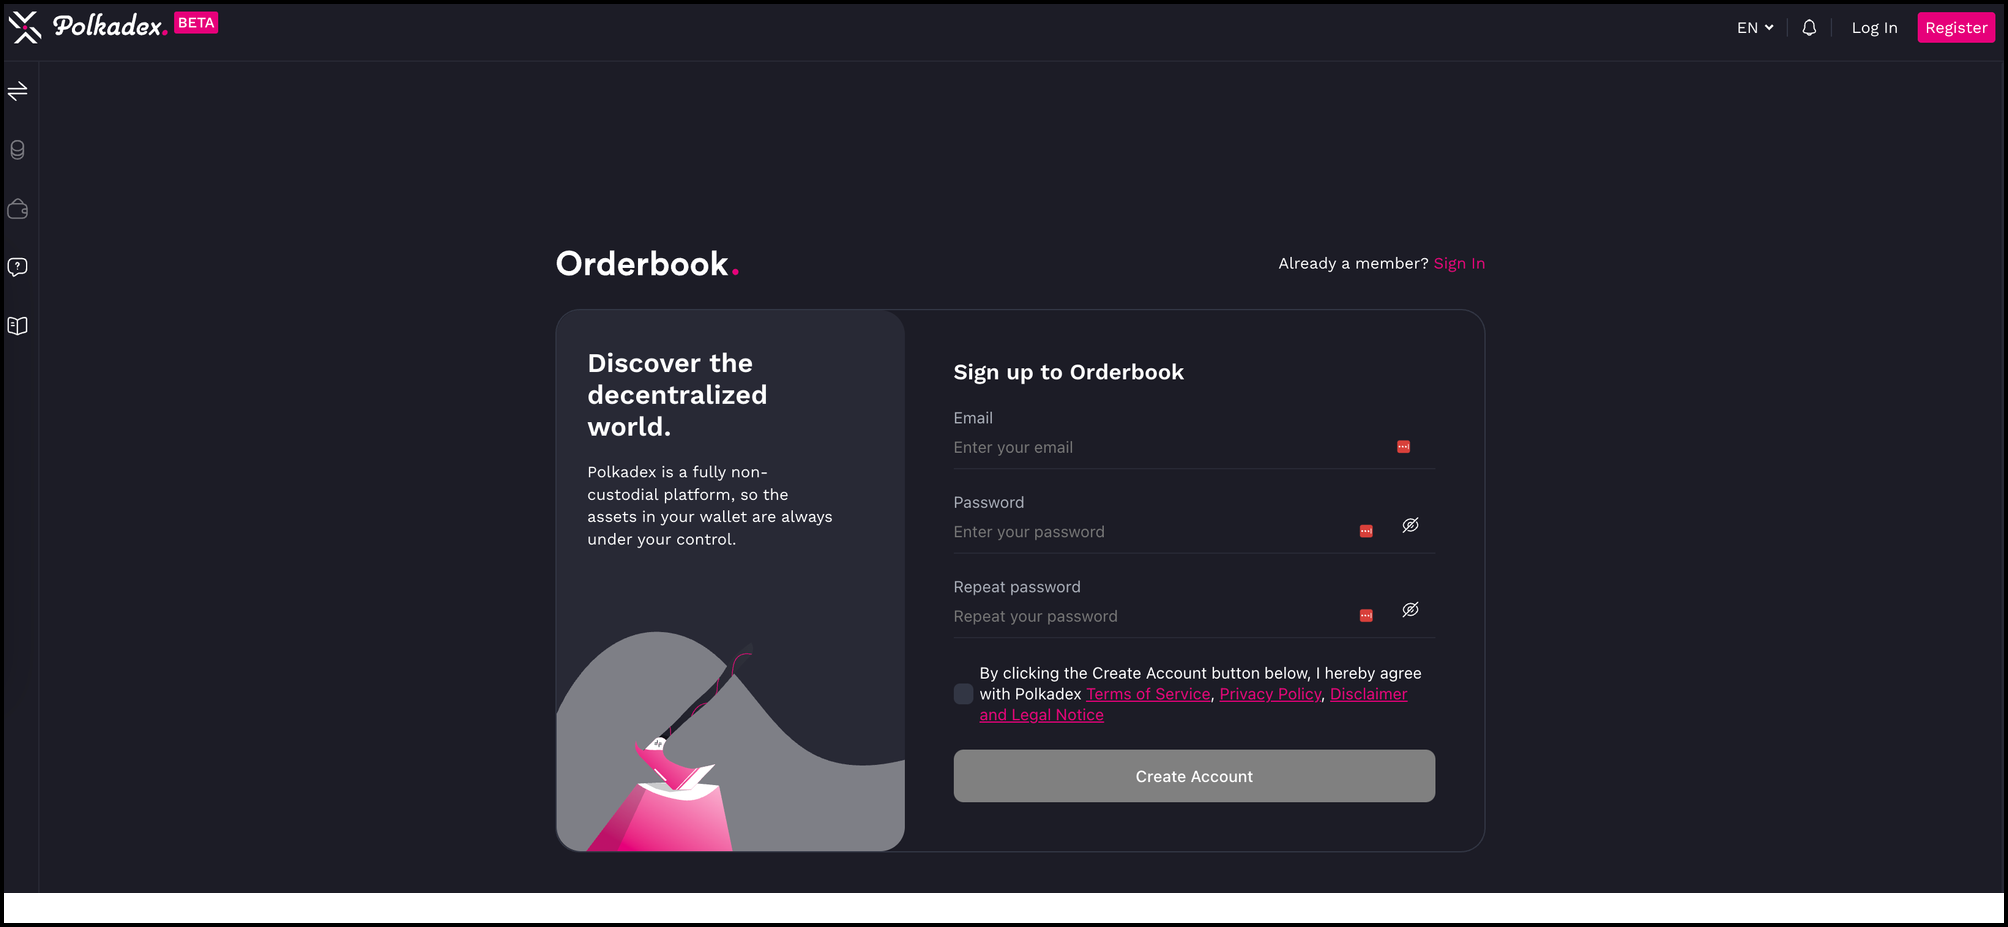 Polkadex. BETA
EN
Log In
Register
Orderbook.
Already a member? Sign In
Discover the
decentralized
world.
Polkadex is a fully non-
custodial platform, so the
assets in your wallet are always
under your control.
Sign up to Orderbook
Email
Enter your email
Password
Enter your password
Repeat password
Repeat your password
By clicking the Create Account button below, I hereby agree
with Polkadex Terms of Service, Privacy Policy, Disclaimer
and Legal Notice
Create Account